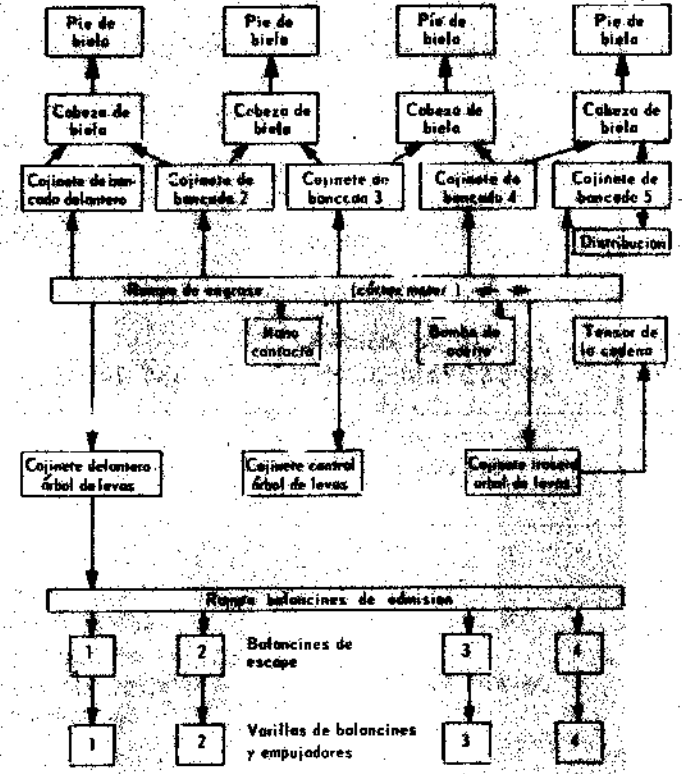 Pie de
biela
Pie de
biela
Pie de
biela
Pie de
biela
Cabeza de
biela
Cabeza de
biela
Cabeza de
biela
Cabeza de
biela
Cojinete de ban-
cada delantero
Cojinete de
bancada 2
Cojinete de
bancada 3
Cojinete de
bancada 4
Cojinete de
bancada 5
Distribución
Rampa de engrase (cárter motor)
Mano
contacto
Bomba de
aceite
Tensor de
la cadena
Cojinete delantero
árbol de levas
Cojinete central
árbol de levas
Cojinete trasero
árbol de levas
Rampa balancines de admisión
1
2
Balancines de
escape
3
4
1
2
Varillas de balancines
y empujadores
3
4